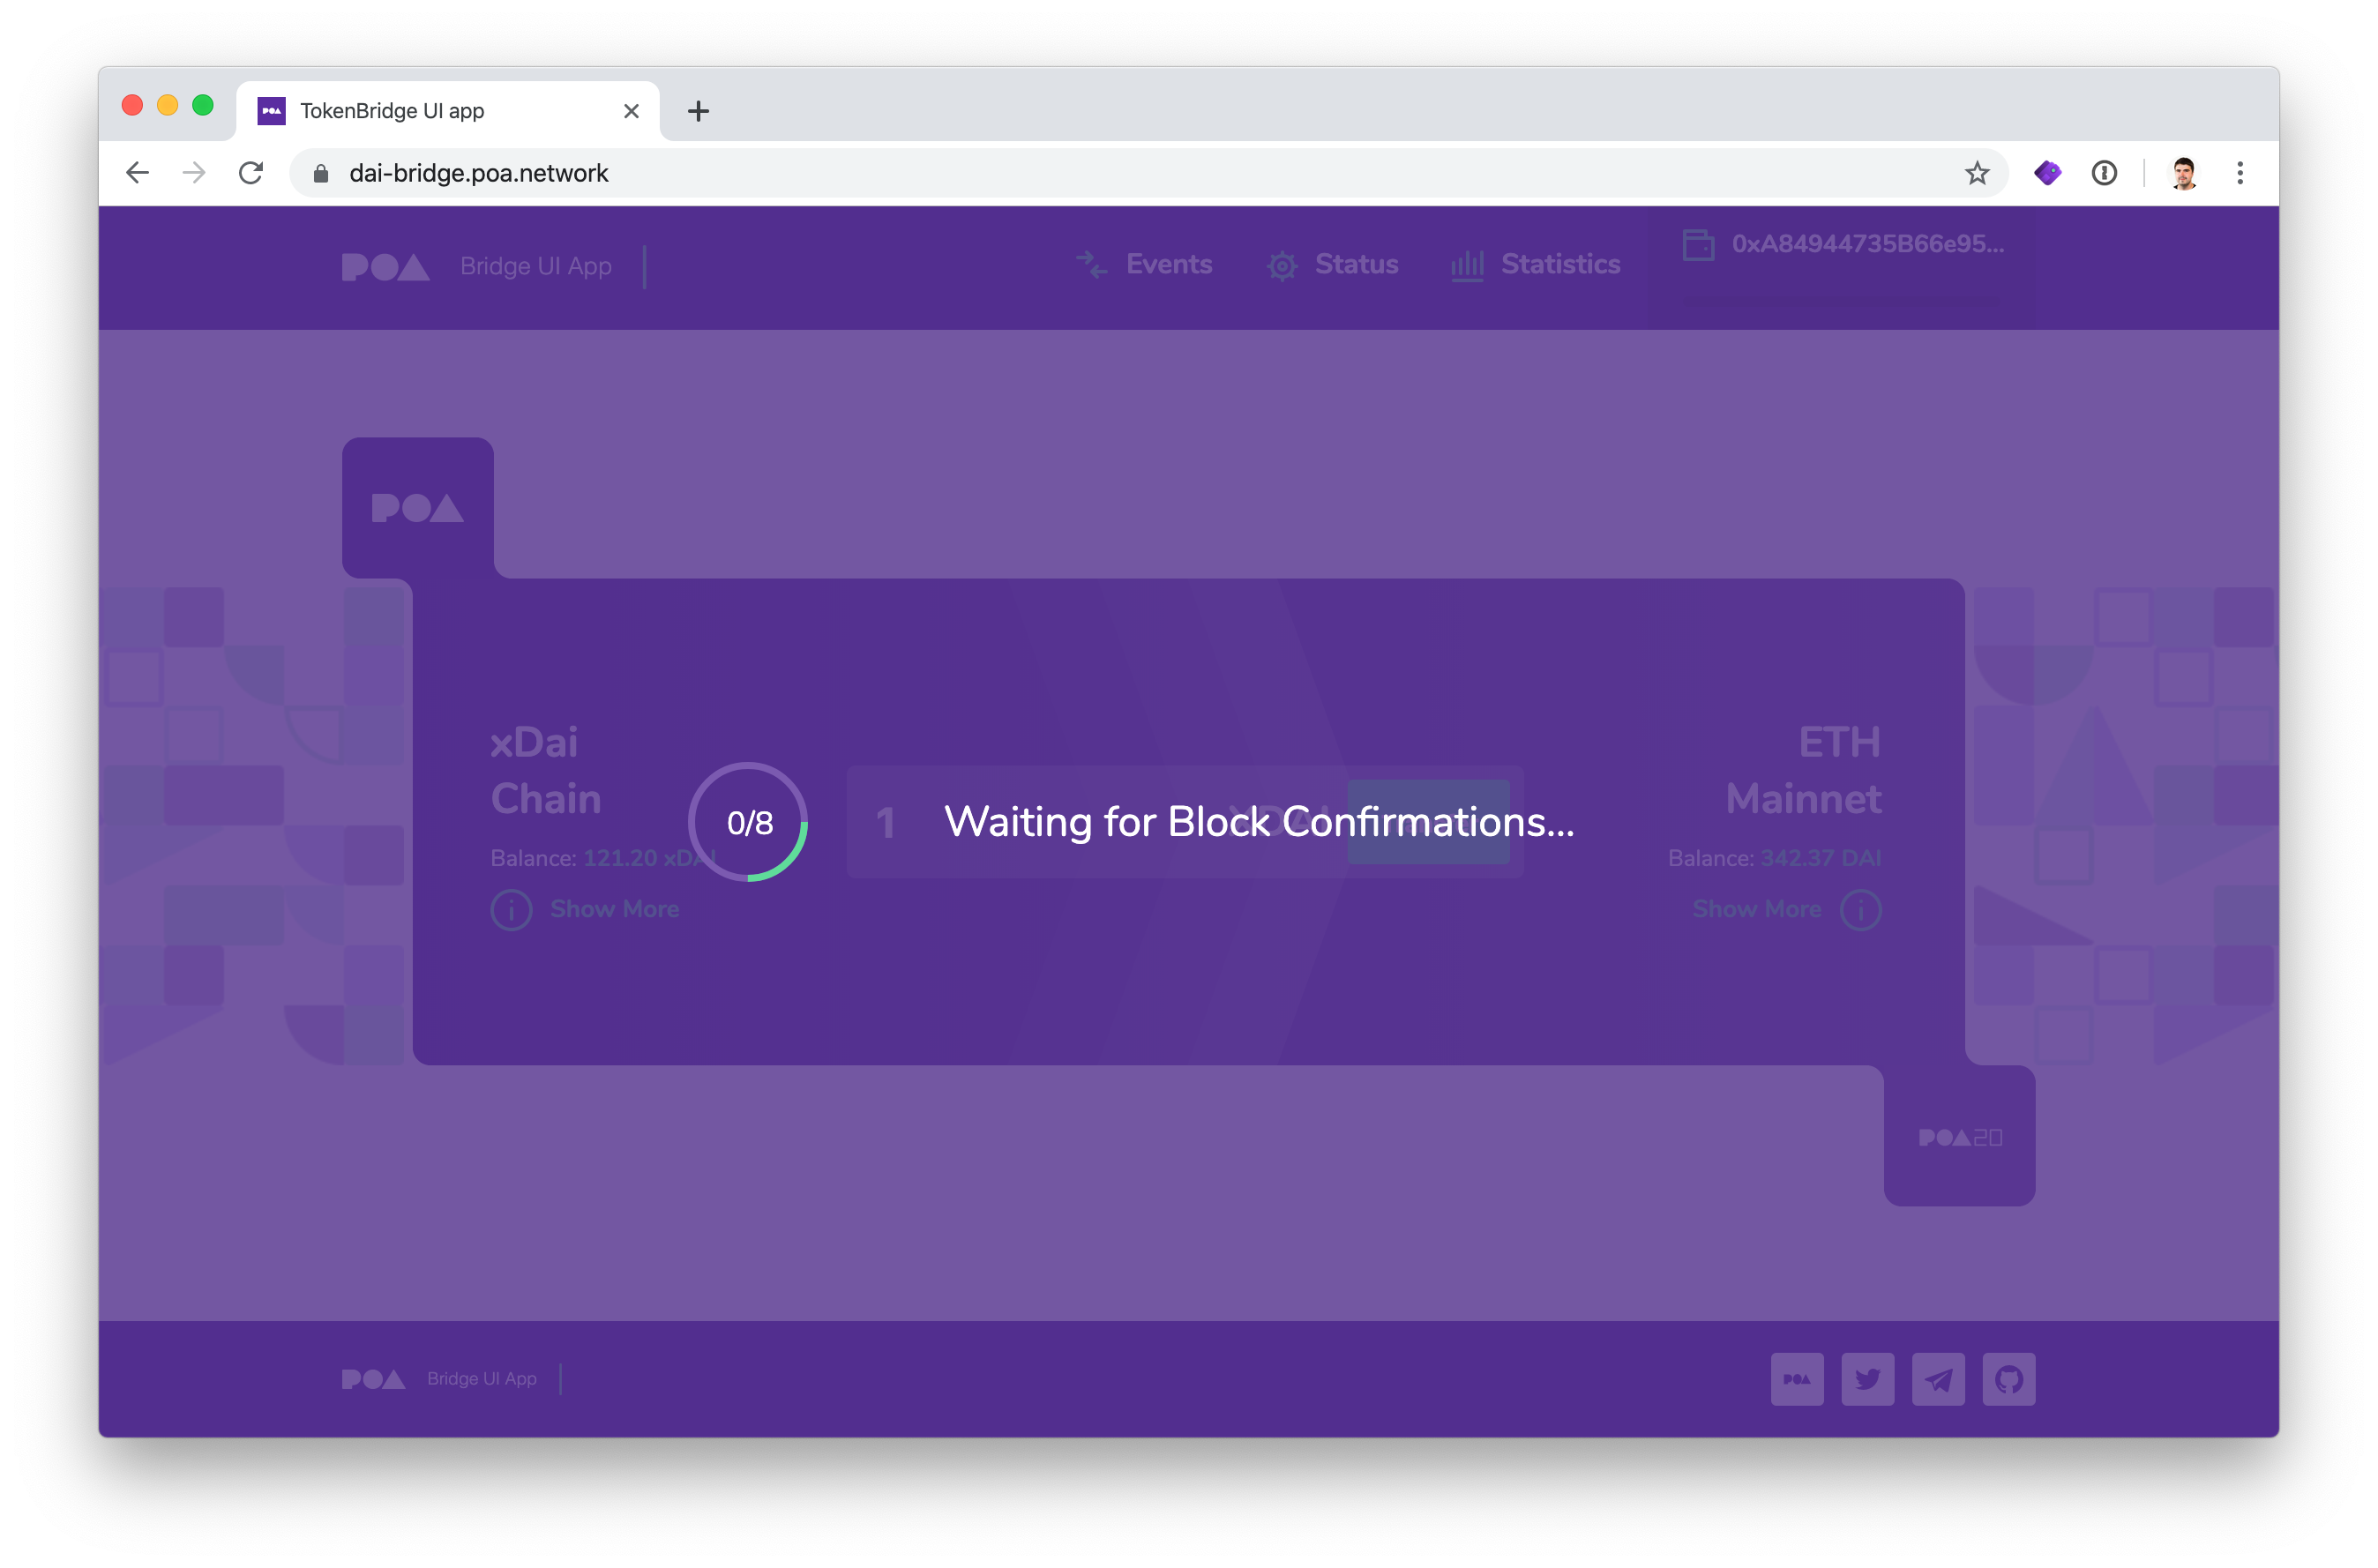 TokenBridge UI app
dai-bridge.poa.network
POA
Bridge UI App
Events
Status
Statistics
0xA84944735B66e95...
POA
xDai
Chain
Balance: 121.20 xDAI
Show More
0/8
1
Waiting for Block Confirmations...
xDAI
ETH
Mainnet
Balance: 342.37 DAI
Show More
POA20
POA
Bridge UI App
POA